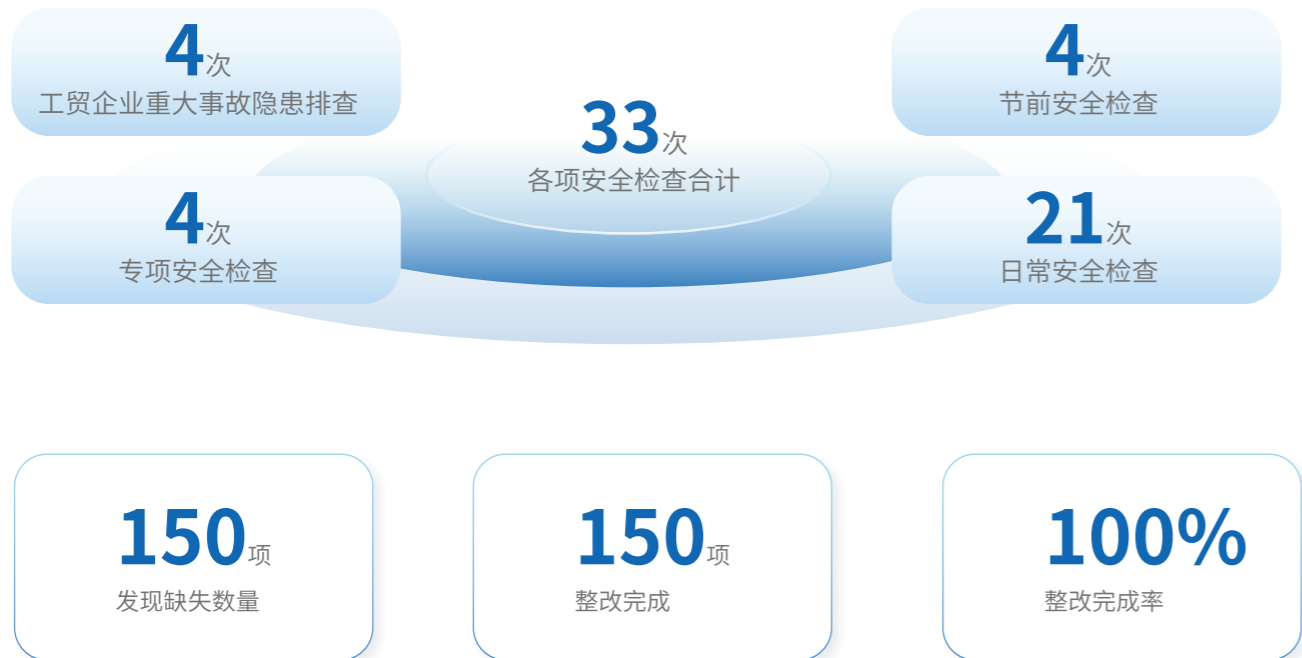 4次
工贸企业重大事故隐患排查
4次
节前安全检查
33次
各项安全检查合计
4次
专项安全检查
21次
日常安全检查
150项
发现缺失数量
150项
整改完成
100%
整改完成率